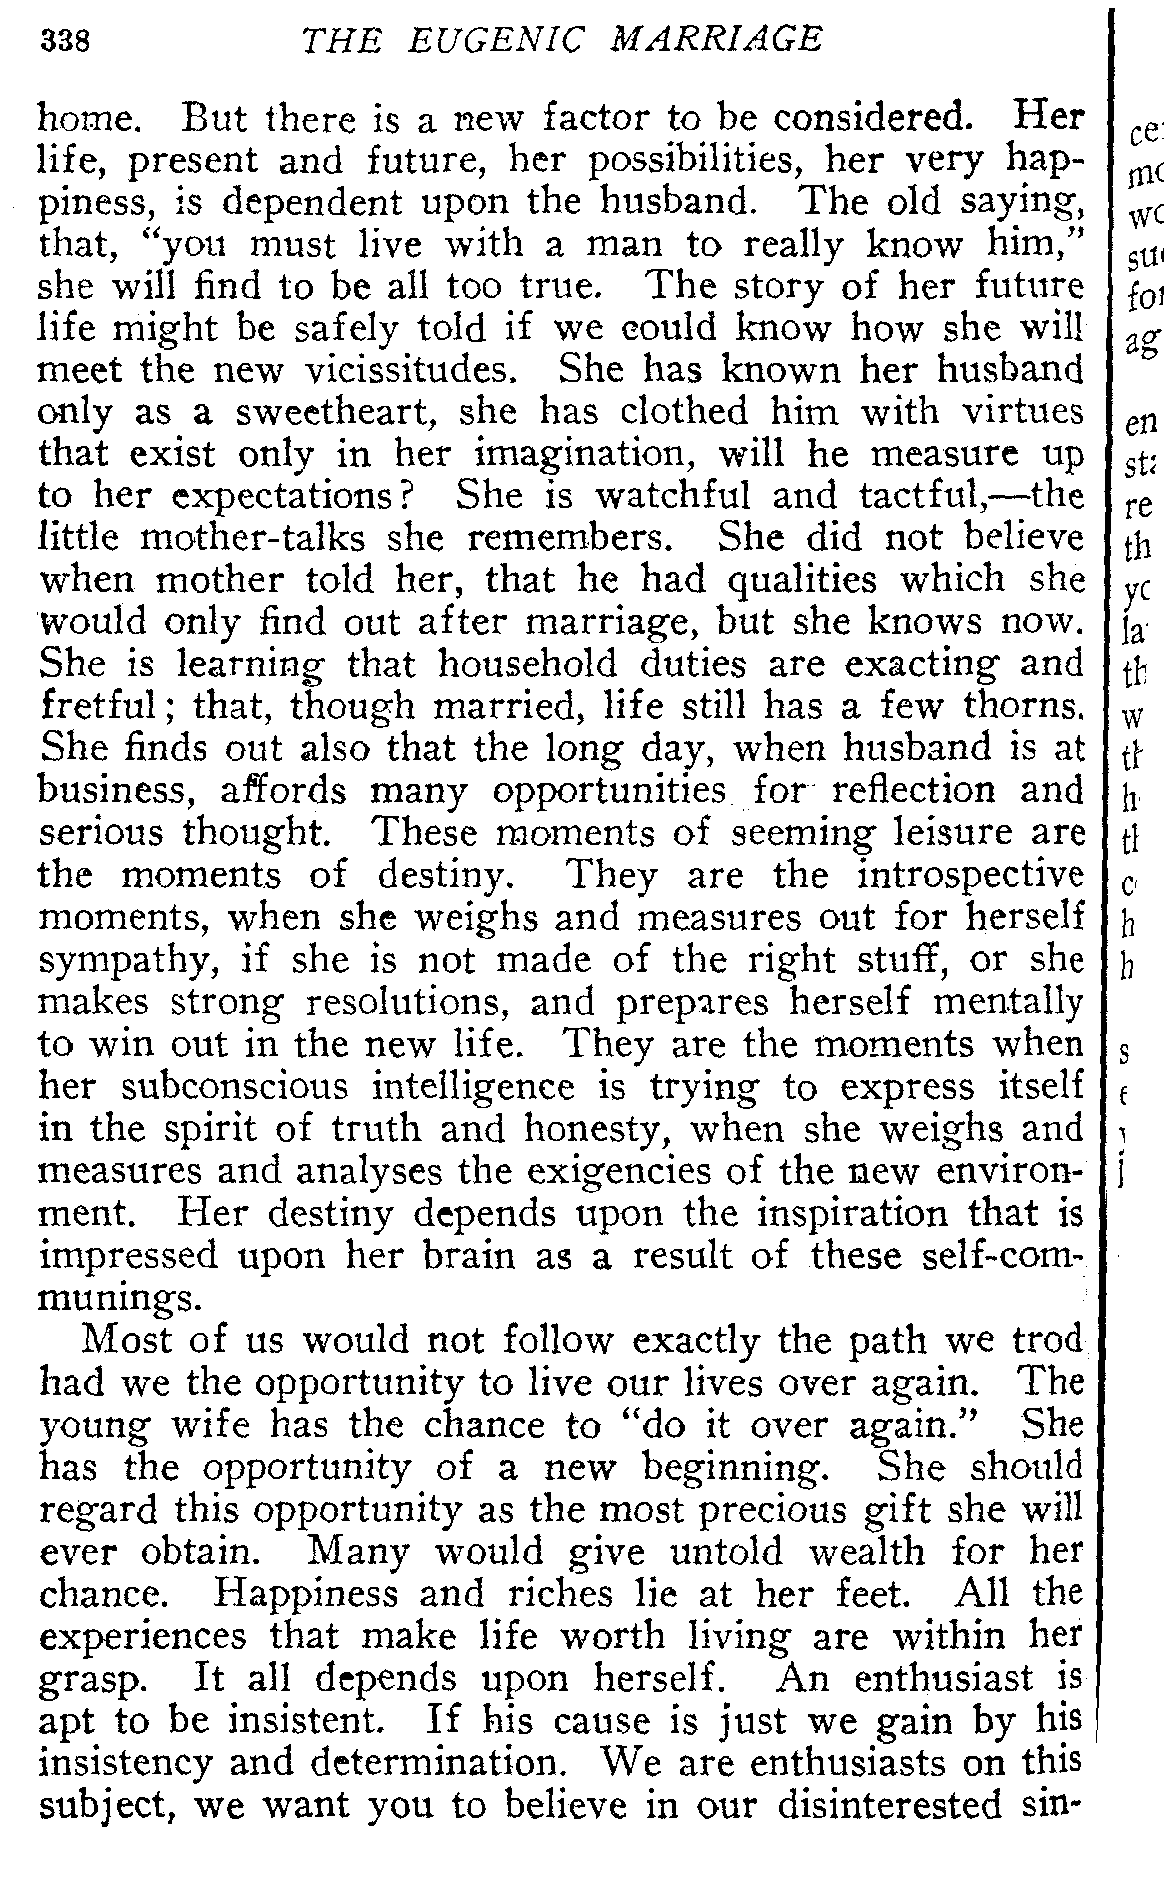 338 THE EUGENIC MARRIAGE
home. But there is a new factor to be considered. Her
life, present and future, her possibilities, her very hap-
piness, is dependent upon the husband. The old saying,
that, "you must live with a man to really know him,"
she will find to be all too true. The story of her future
life might be safely told if we could know how she will
meet the new vicissitudes. She has known her husband
only as a sweetheart, she has clothed him with virtues
that exist only in her imagination, will he measure up
to her expectations? She is watchful and tactful,—the
little mother-talks she remembers. She did not believe
when mother told her, that he had qualities which she
would only find out after marriage, but she knows now.
She is learning that household duties are exacting and
fretful; that, though married, life still has a few thorns.
She finds out also that the long day, when husband is at
business, affords many opportunities for reflection and
serious thought. These moments of seeming leisure are
the moments of destiny. They are the introspective
moments, when she weighs and measures out for herself
sympathy, if she is not made of the right stuff, or she
makes strong resolutions, and prepares herself mentally
to win out in the new life. They are the moments when
her subconscious intelligence is trying to express itself
in the spirit of truth and honesty, when she weighs and
measures and analyses the exigencies of the new environ-
ment. Her destiny depends upon the inspiration that is
impressed upon her brain as a result of these self-com-
munings.
Most of us would not follow exactly the path we trod
had we the opportunity to live our lives over again. The
young wife has the chance to "do it over again." She
has the opportunity of a new beginning. She should
regard this opportunity as the most precious gift she will
ever obtain. Many would give untold wealth for her
chance. Happiness and riches lie at her feet. All the
experiences that make life worth living are within her
grasp. It all depends upon herself. An enthusiast is
apt to be insistent. If his cause is just we gain by his
insistency and determination. We are enthusiasts on this
subject, we want you to believe in our disinterested sin-